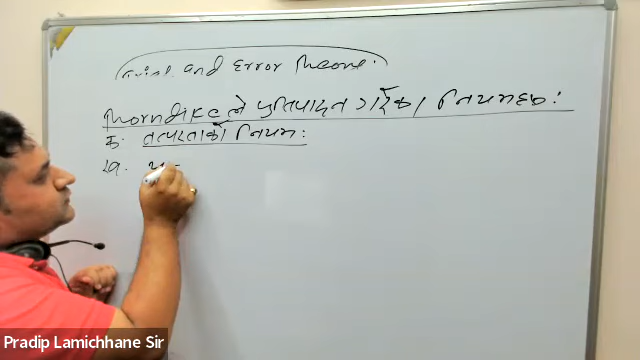 Trial and Error Theory
Thorndike ले प्रतिपादन गरेका नियमहरु :
क. तत्परताको नियम :
ख.
Pradip Lamichhane Sir